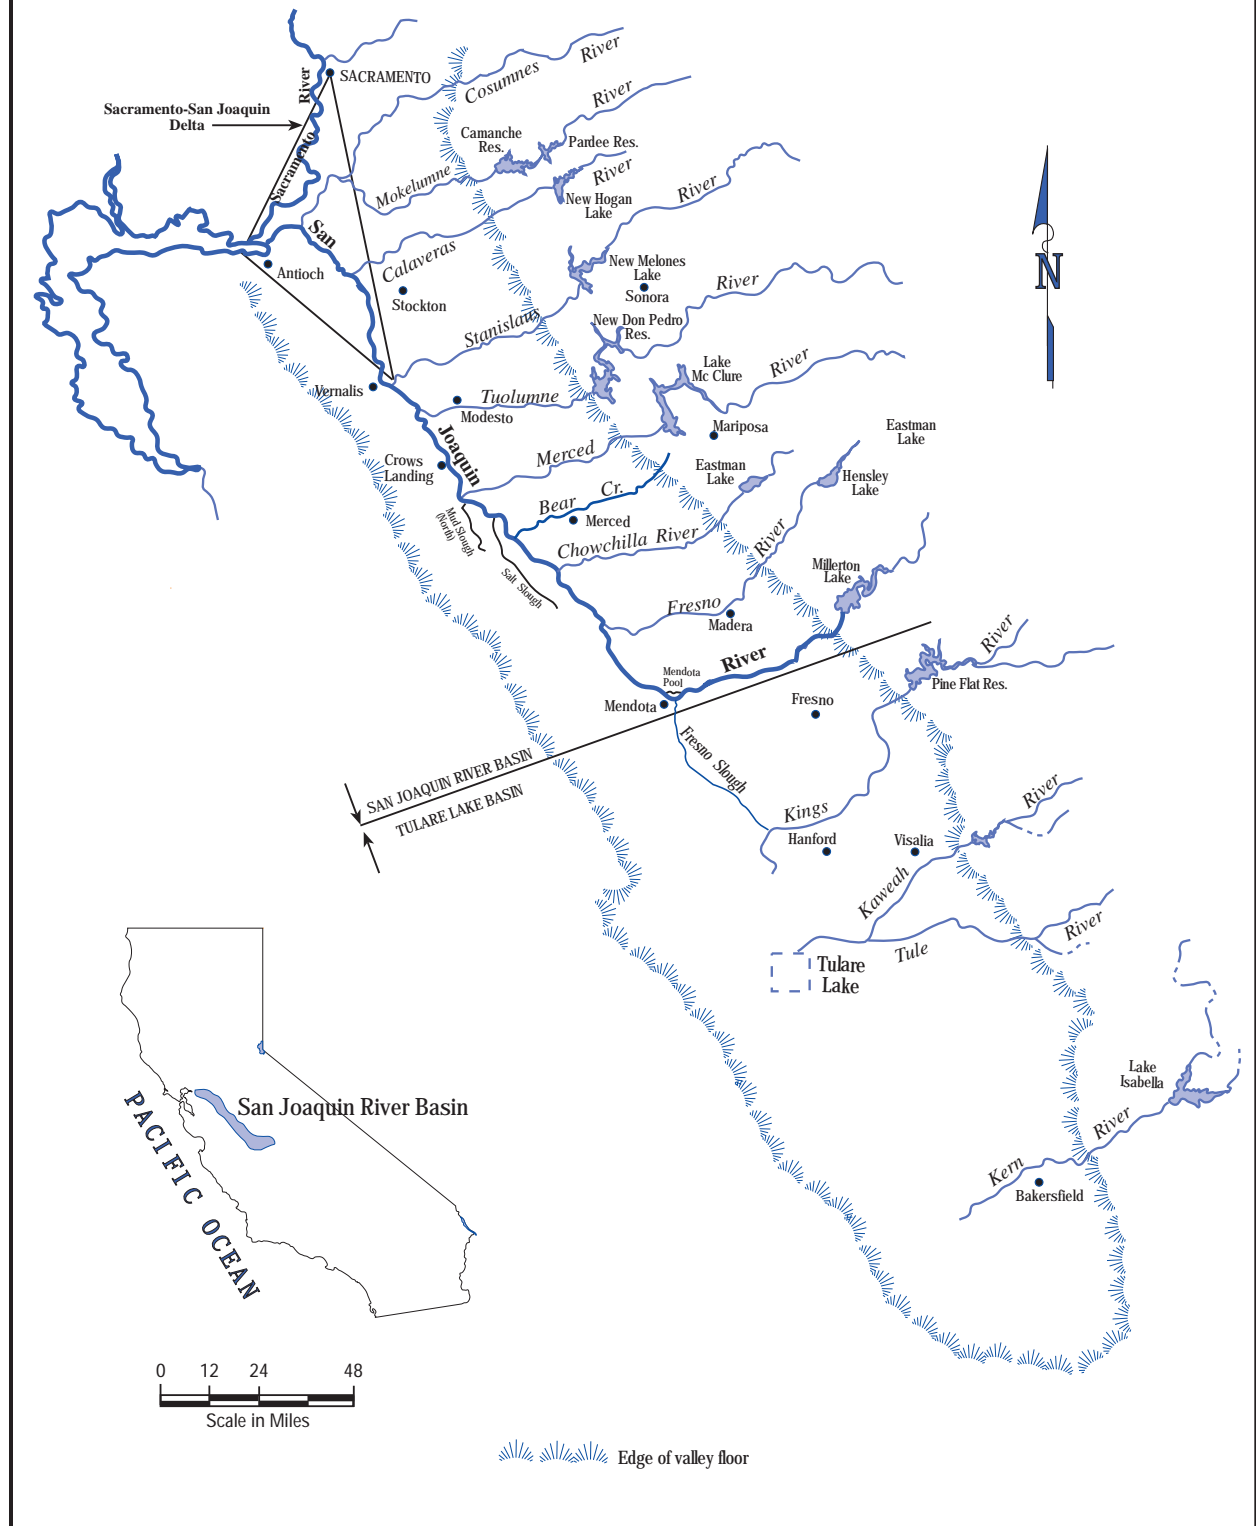 River
SACRAMENTO
Sacramento-San Joaquin
Delta
Sacramento
Cosumnes
River
River
Camanche
Res.
Pardee Res.
Mokelumne
River
New Hogan
Lake
River
San
Antioch
Calaveras
Stockton
New Melones
Lake
Sonora
River
Stanislaus
New Don Pedro
Res.
Lake
Mc Clure
River
Vernalis
Tuolumne
Modesto
Mariposa
Eastman
Lake
Joaquin
Crows
Landing
Merced
Eastman
Lake
Hensley
Lake
Bear
Cr.
Merced
Mud Slough
(North)
Chowchilla River
River
Salt Slough
Millerton
Lake
Fresno
Madera
River
River
Mendota
Pool
Mendota
Pine Flat Res.
Fresno
Fresno Slough
SAN JOAQUIN RIVER BASIN
TULARE LAKE BASIN
Kings
Hanford
Visalia
River
Kaweah
Tule
River
Tulare
Lake
Lake
Isabella
River
Kern
Bakersfield
N
San Joaquin River Basin
PACIFIC OCEAN
0 12 24 48
Scale in Miles
Edge of valley floor